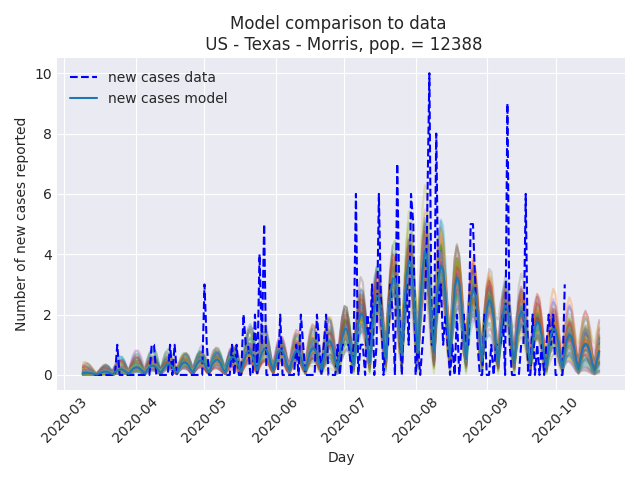 Model comparison to data
US - Texas - Morris, pop. = 12388
new cases data
new cases model
Number of new cases reported
10
8
6
4
2
0
2020-03
2020-04
2020-05
2020-06
2020-07
2020-08
2020-09
2020-10
Day